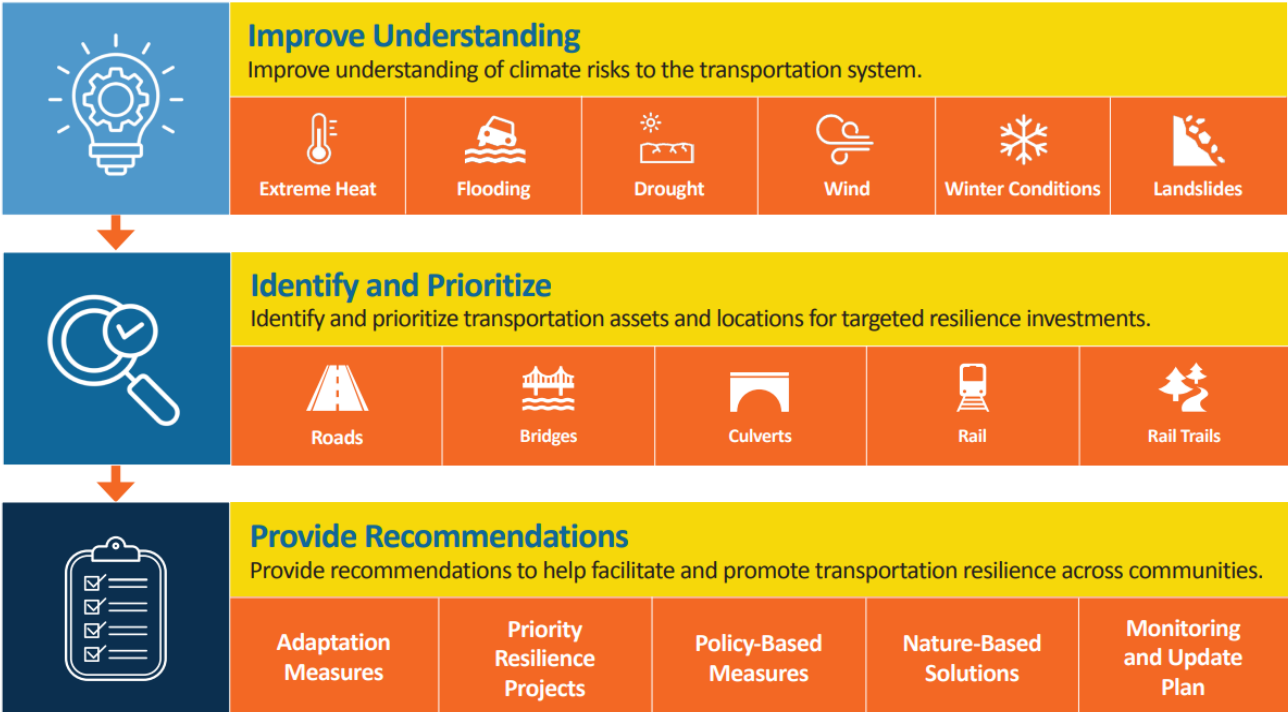 Improve Understanding
Improve understanding of climate risks to the transportation system.
Extreme Heat
Flooding
Drought
Wind
Winter Conditions
Landslides
Identify and Prioritize
Identify and prioritize transportation assets and locations for targeted resilience investments.
Roads
Bridges
Culverts
Rail
Rail Trails
Provide Recommendations
Provide recommendations to help facilitate and promote transportation resilience across communities.
Adaptation
Measures
Priority
Resilience
Projects
Policy-Based
Measures
Nature-Based
Solutions
Monitoring
and Update
Plan